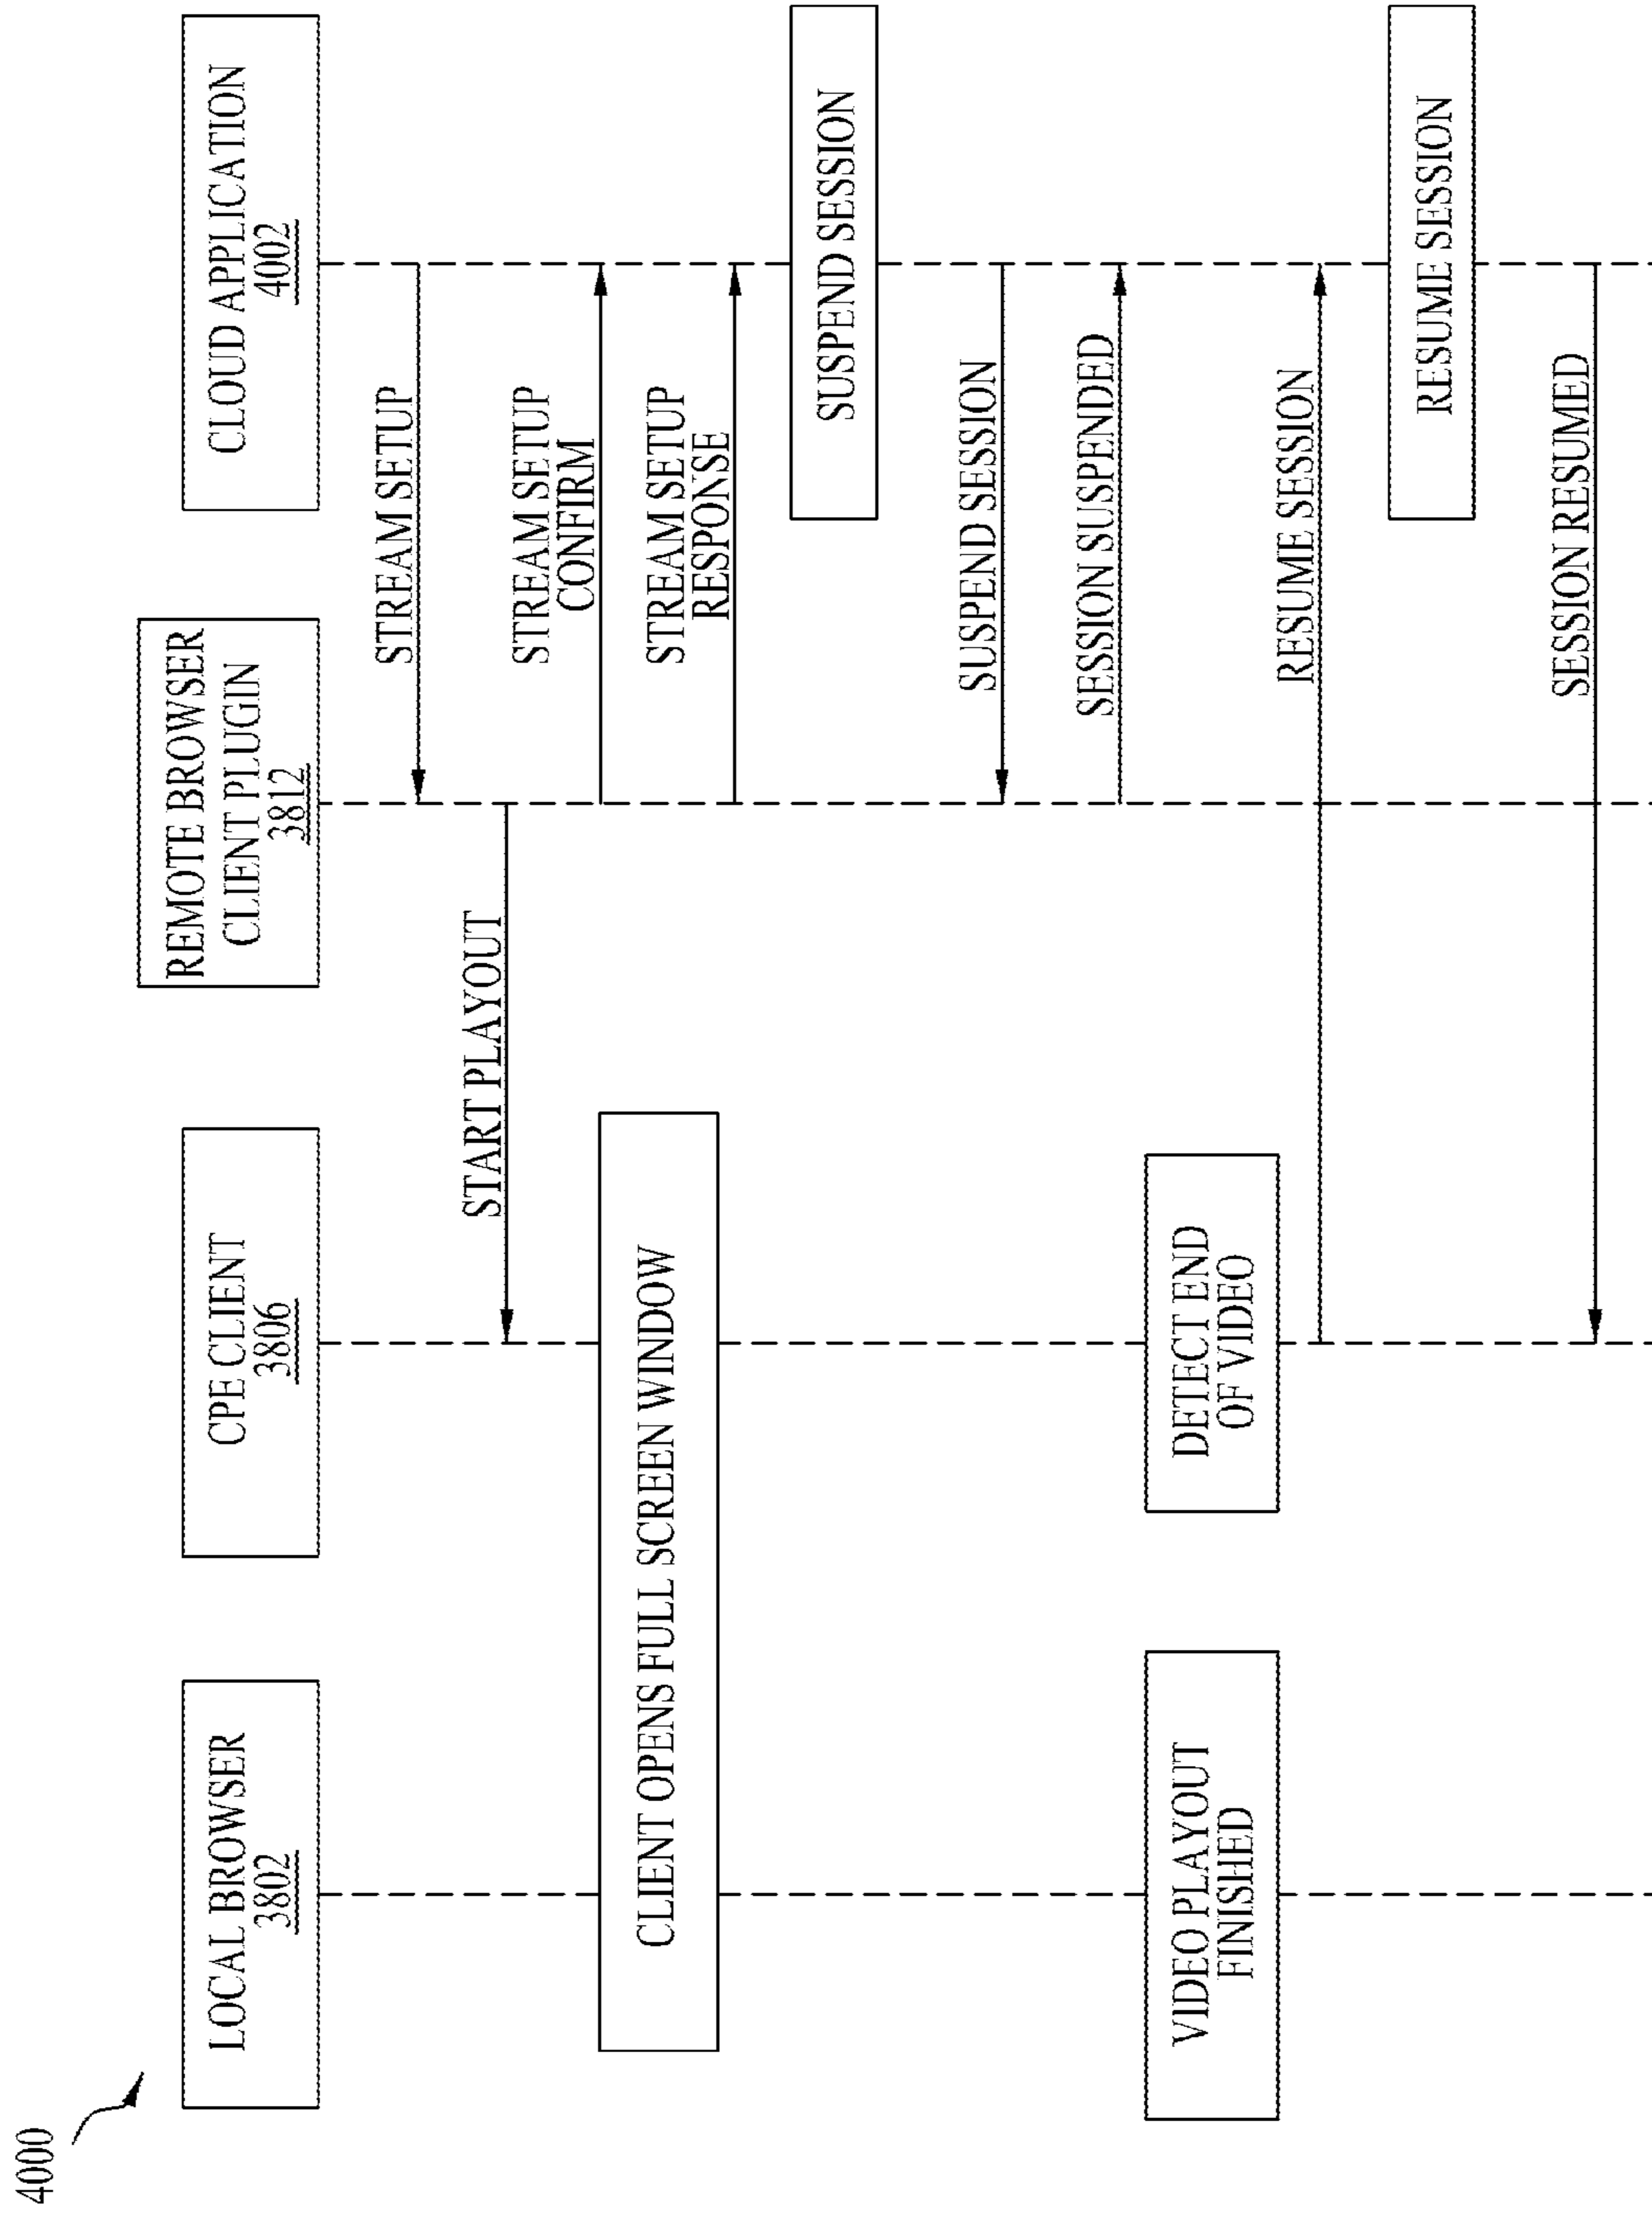 4000
LOCAL BROWSER
3802
CPE CLIENT
3806
REMOTE BROWSER
CLIENT PLUGIN
3812
CLOUD APPLICATION
4002
STREAM SETUP
START PLAYOUT
CLIENT OPENS FULL SCREEN WINDOW
STREAM SETUP
CONFIRM
STREAM SETUP
RESPONSE
SUSPEND SESSION
SUSPEND SESSION
SESSION SUSPENDED
VIDEO PLAYOUT
FINISHED
DETECT END
OF VIDEO
RESUME SESSION
RESUME SESSION
SESSION RESUMED